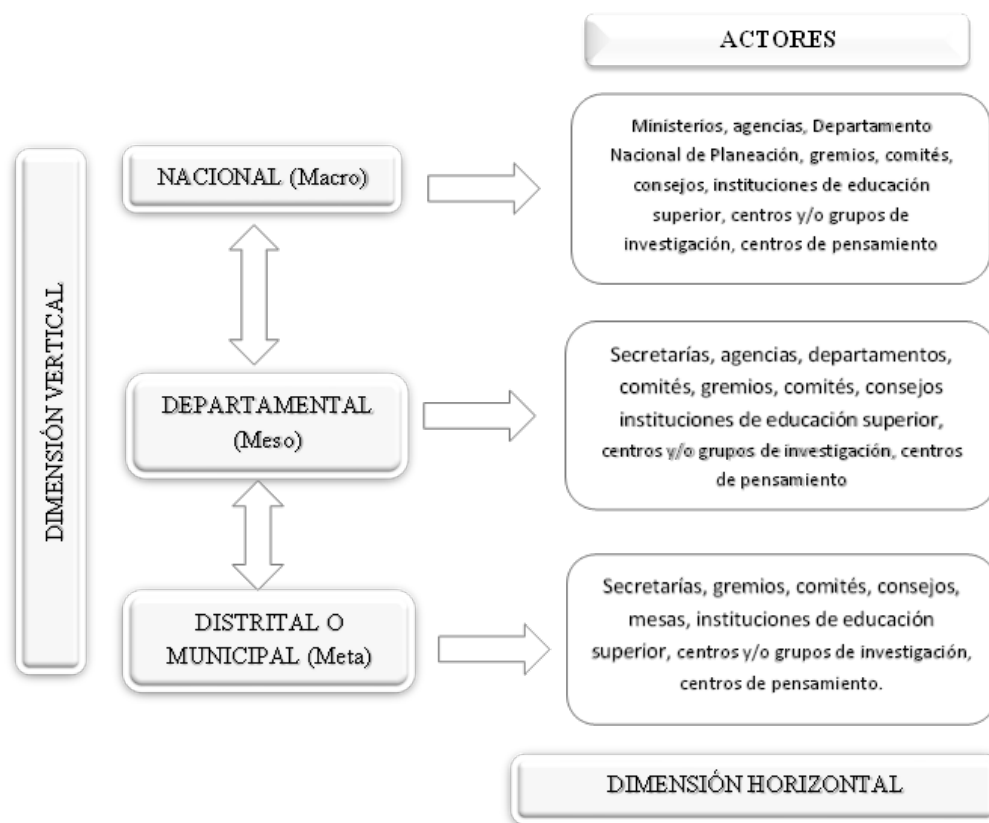 ACTORES
DIMENSIÓN VERTICAL
NACIONAL (Macro)
Ministerios, agencias, Departamento
Nacional de Planeación, gremios, comités,
consejos, instituciones de educación
superior, centros y/o grupos de
investigación, centros de pensamiento
DEPARTAMENTAL
(Meso)
Secretarías, agencias, departamentos,
comités, gremios, comités, consejos
instituciones de educación superior,
centros y/o grupos de investigación, centros
de pensamiento
DISTRITAL O
MUNICIPAL (Meta)
Secretarías, gremios, comités, consejos,
mesas, instituciones de educación
superior, centros y/o grupos de investigación,
centros de pensamiento.
DIMENSIÓN HORIZONTAL